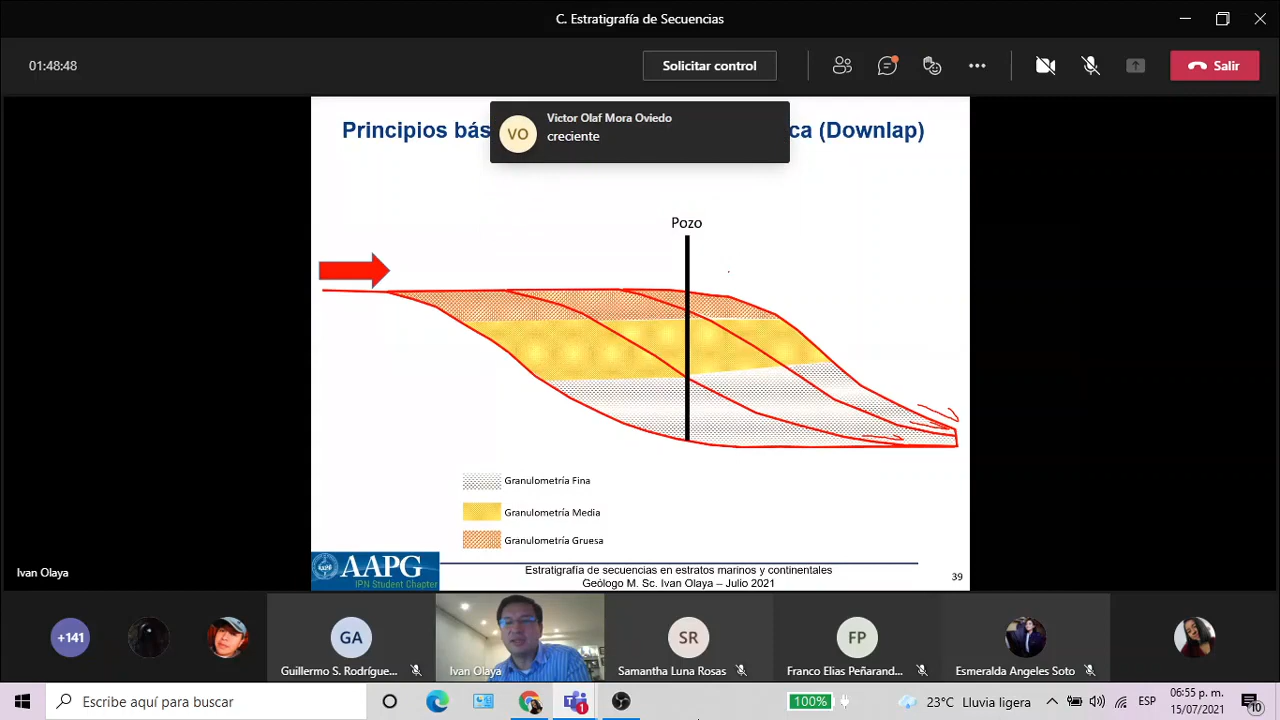 C. Estratigrafía de Secuencias
01:48:48
Solicitar control
Salir
Victor Olaf Mora Oviedo
VO
creciente
Principios bás
ca (Downlap)
Pozo
Granulometría Fina
Granulometría Media
Granulometría Gruesa
AAPG
IPN Student Chapter
Estratigrafía de secuencias en estratos marinos y continentales
Geólogo M. Sc. Ivan Olaya – Julio 2021
39
Ivan Olaya
+141
GA
Guillermo S. Rodrígue...
Ivan Olaya
SR
Samantha Luna Rosas
FP
Franco Elias Peñarand...
Esmeralda Angeles Soto
Escribe aquí para buscar
1
100%
23°C Lluvia ligera
ESP
06:55 p. m.
15/07/2021
10